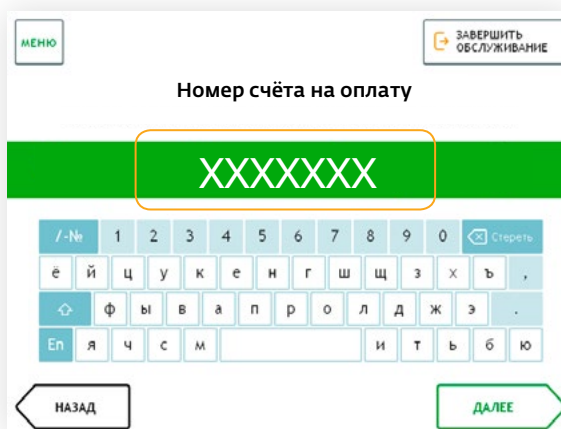 МЕНЮ
ЗАВЕРШИТЬ
ОБСЛУЖИВАНИЕ
Номер счёта на оплату
XXXXXXX
/-№ 1 2 3 4 5 6 7 8 9 0 Стереть
ё й ц у к е н г ш щ з х ъ ,
ф ы в а п р о л д ж э .
En я ч с м и т ь б ю
НАЗАД
ДАЛЕЕ